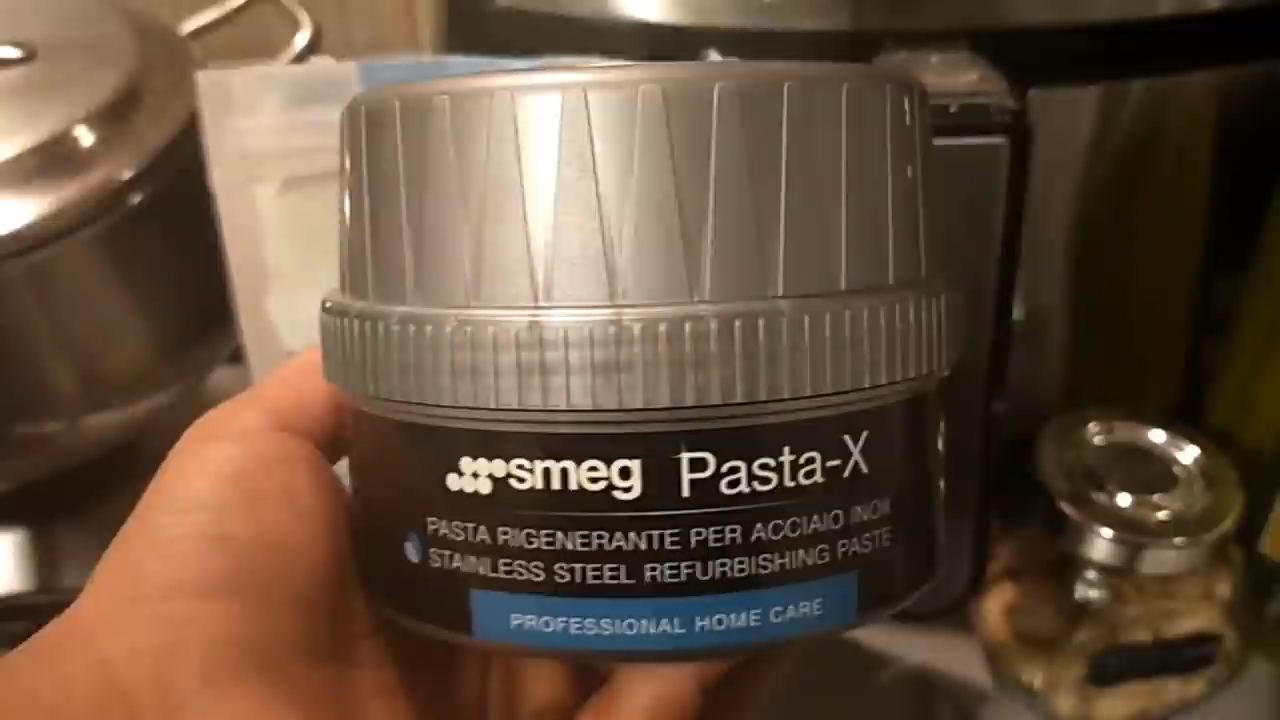 smeg Pasta-X
PASTA RIGENERANTE PER ACCIAIO INOX
STAINLESS STEEL REFURBISHING PASTE
PROFESSIONAL HOME CARE